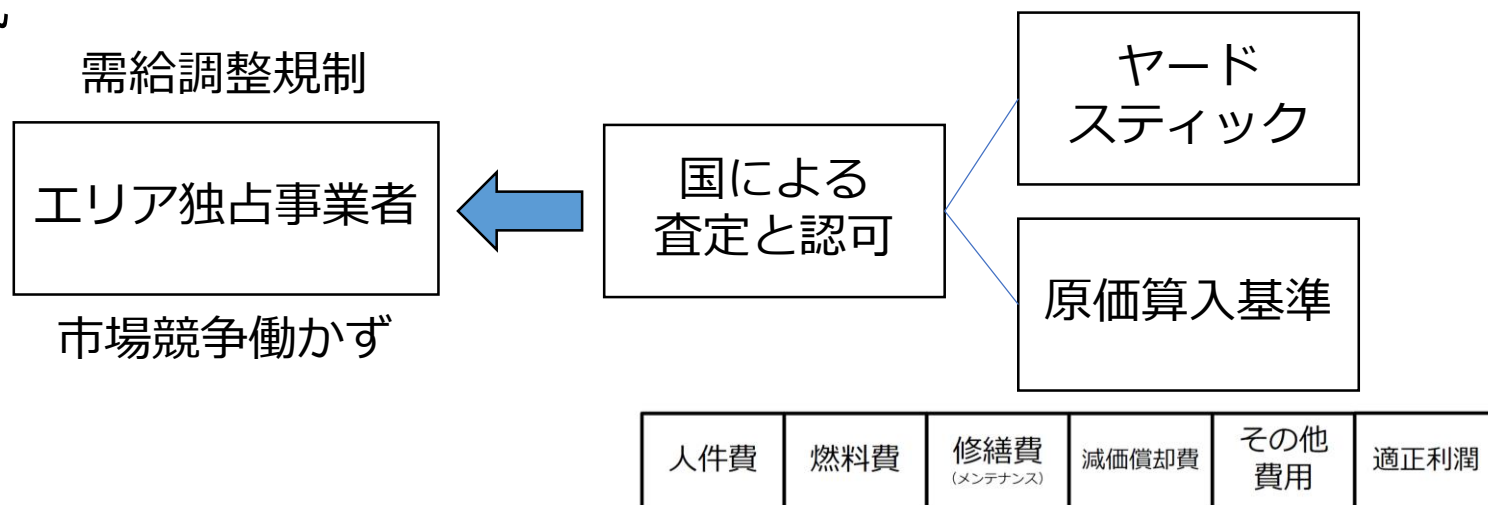 需給調整規制
エリア独占事業者
市場競争働かず
国による
査定と認可
ヤード
スティック
原価算入基準
人件費
燃料費
修繕費
(メンテナンス)
減価償却費
その他
費用
適正利潤